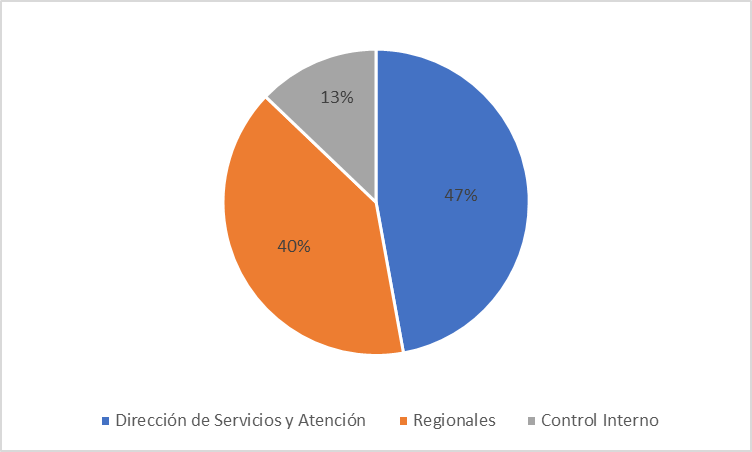 13%
47%
40%
Dirección de Servicios y Atención
Regionales
Control Interno